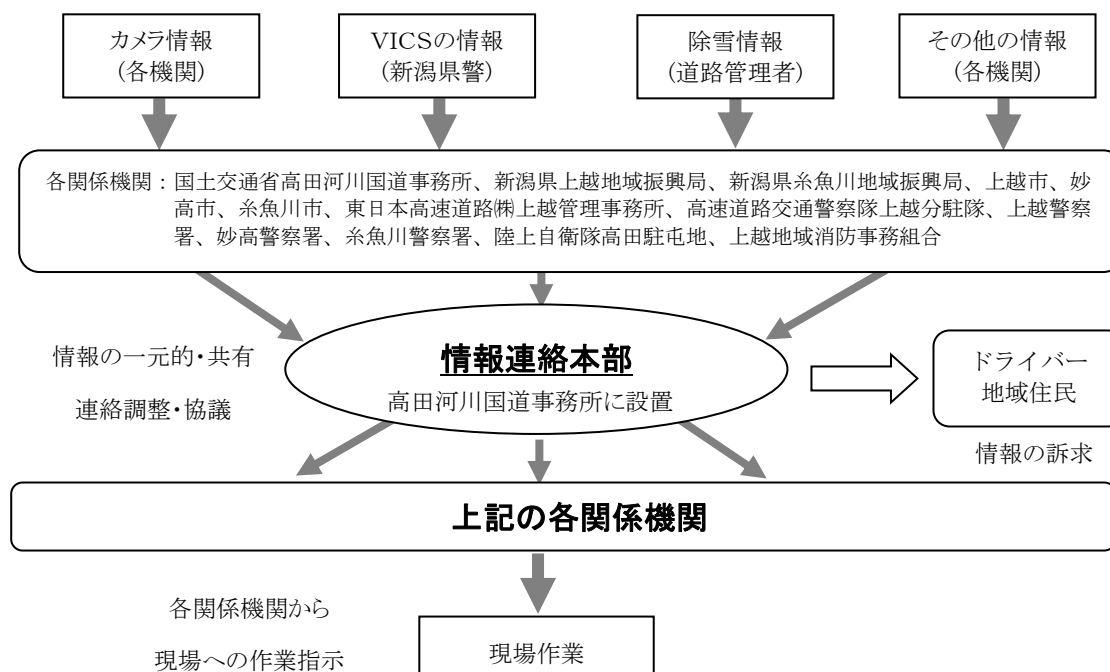 カメラ情報
(各機関)
VICSの情報
(新潟県警)
除雪情報
(道路管理者)
その他の情報
(各機関)
各関係機関：国土交通省高田河川国道事務所、新潟県上越地域振興局、新潟県糸魚川地域振興局、上越市、妙
高市、糸魚川市、東日本高速道路㈱上越管理事務所、高速道路交通警察隊上越分駐隊、上越警察
署、妙高警察署、糸魚川警察署、陸上自衛隊高田駐屯地、上越地域消防事務組合
情報の一元的・共有
連絡調整・協議
情報連絡本部
高田河川国道事務所に設置
ドライバー
地域住民
情報の訴求
上記の各関係機関
各関係機関から
現場への作業指示
現場作業